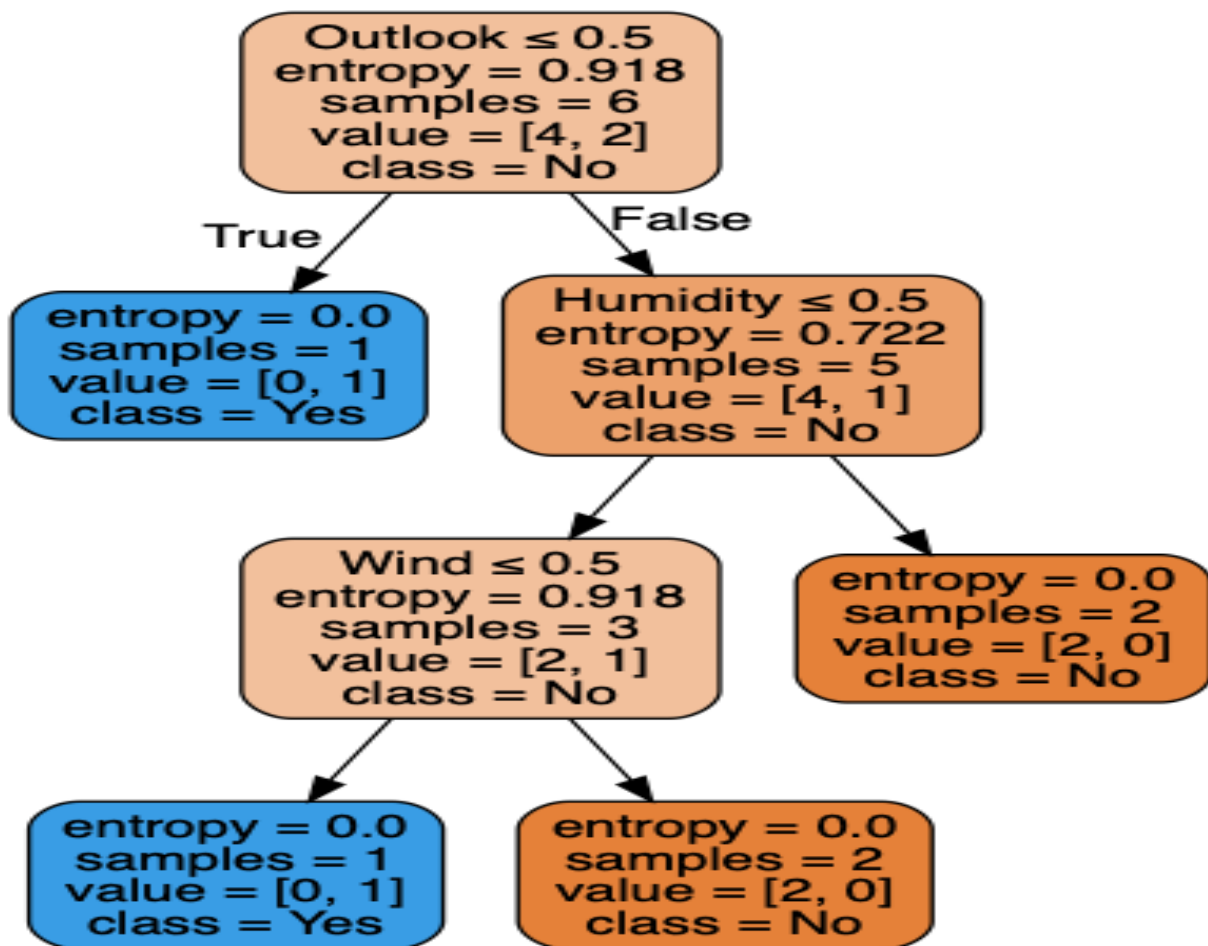 Outlook ≤ 0.5
entropy = 0.918
samples = 6
value = [4, 2]
class = No
True
False
entropy = 0.0
samples = 1
value = [0, 1]
class = Yes
Humidity ≤ 0.5
entropy = 0.722
samples = 5
value = [4, 1]
class = No
Wind ≤ 0.5
entropy = 0.918
samples = 3
value = [2, 1]
class = No
entropy = 0.0
samples = 2
value = [2, 0]
class = No
entropy = 0.0
samples = 1
value = [0, 1]
class = Yes
entropy = 0.0
samples = 2
value = [2, 0]
class = No